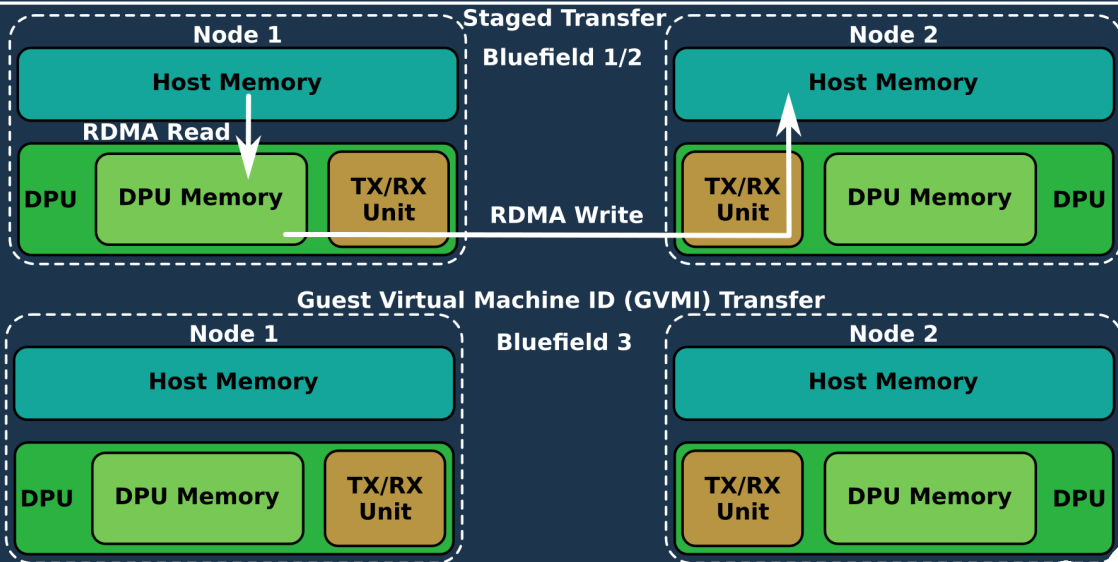 Staged Transfer
Bluefield 1/2
Node 1
Host Memory
RDMA Read
DPU
DPU Memory
TX/RX
Unit
RDMA Write
Node 2
Host Memory
TX/RX
Unit
DPU Memory
DPU
Guest Virtual Machine ID (GVMI) Transfer
Bluefield 3
Node 1
Host Memory
DPU
DPU Memory
TX/RX
Unit
Node 2
Host Memory
TX/RX
Unit
DPU Memory
DPU